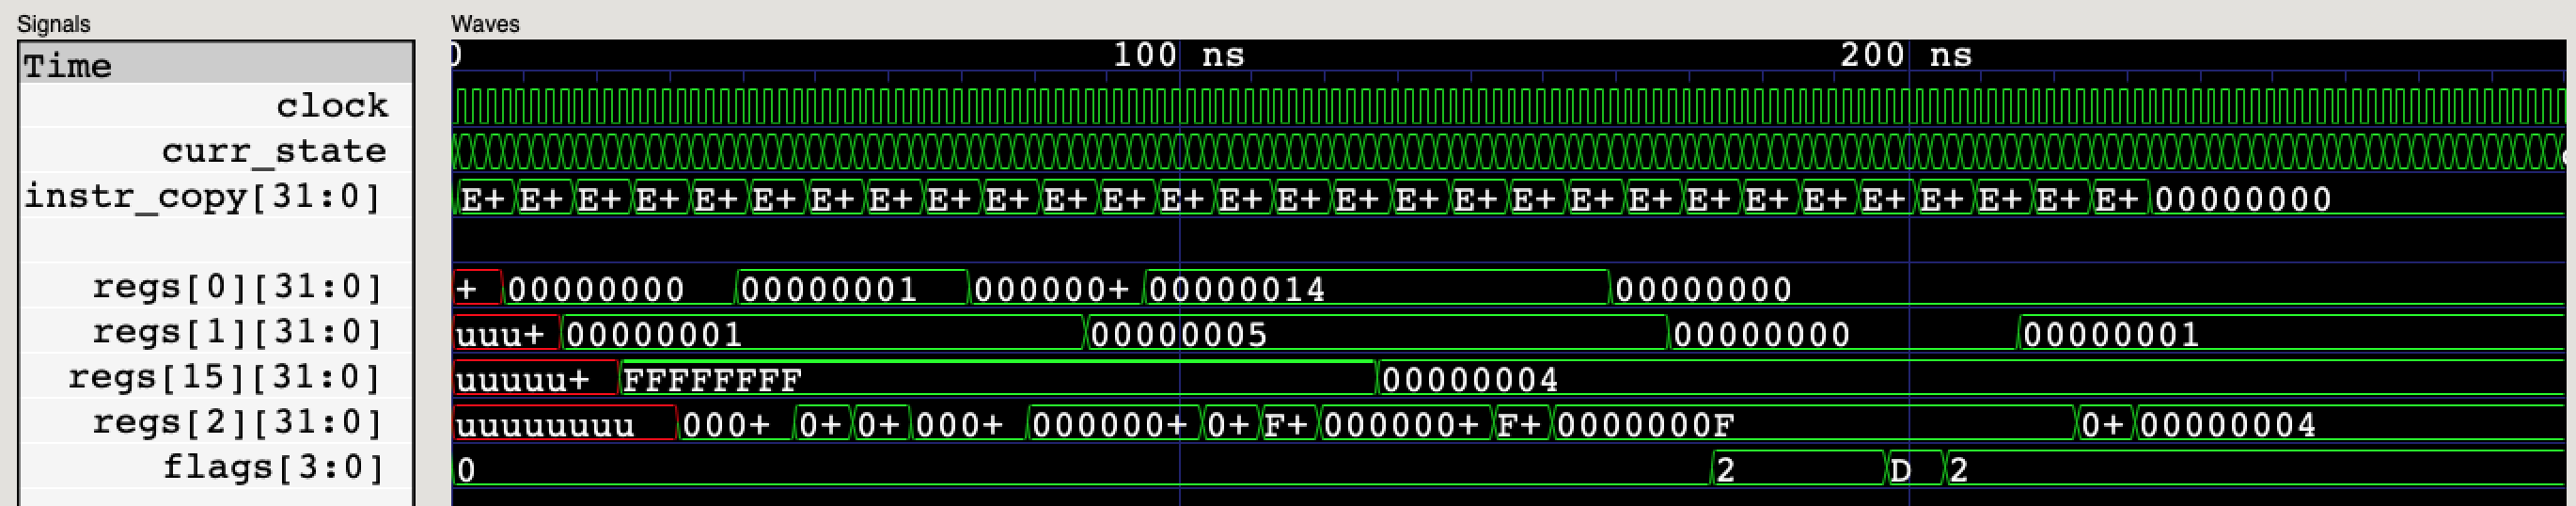 Signals Waves
Time 0 100 ns 200 ns
clock
curr_state
instr_copy[31:0] E+ E+ E+ E+ E+ E+ E+ E+ E+ E+ E+ E+ E+ E+ E+ E+ E+ E+ E+ E+ E+ E+ E+ E+ E+ E+ E+ E+ E+ 00000000
regs[0][31:0] + 00000000 00000001 000000+ 00000014 00000000
regs[1][31:0] uuu+ 00000001 00000005 00000000 00000001
regs[15][31:0] uuuuu+ FFFFFFFF 00000004
regs[2][31:0] uuuuuuuu 000+ 0+ 0+ 000+ 000000+ 0+ F+ 000000+ F+ 0000000F 0+ 00000004
flags[3:0] 0 2 D 2